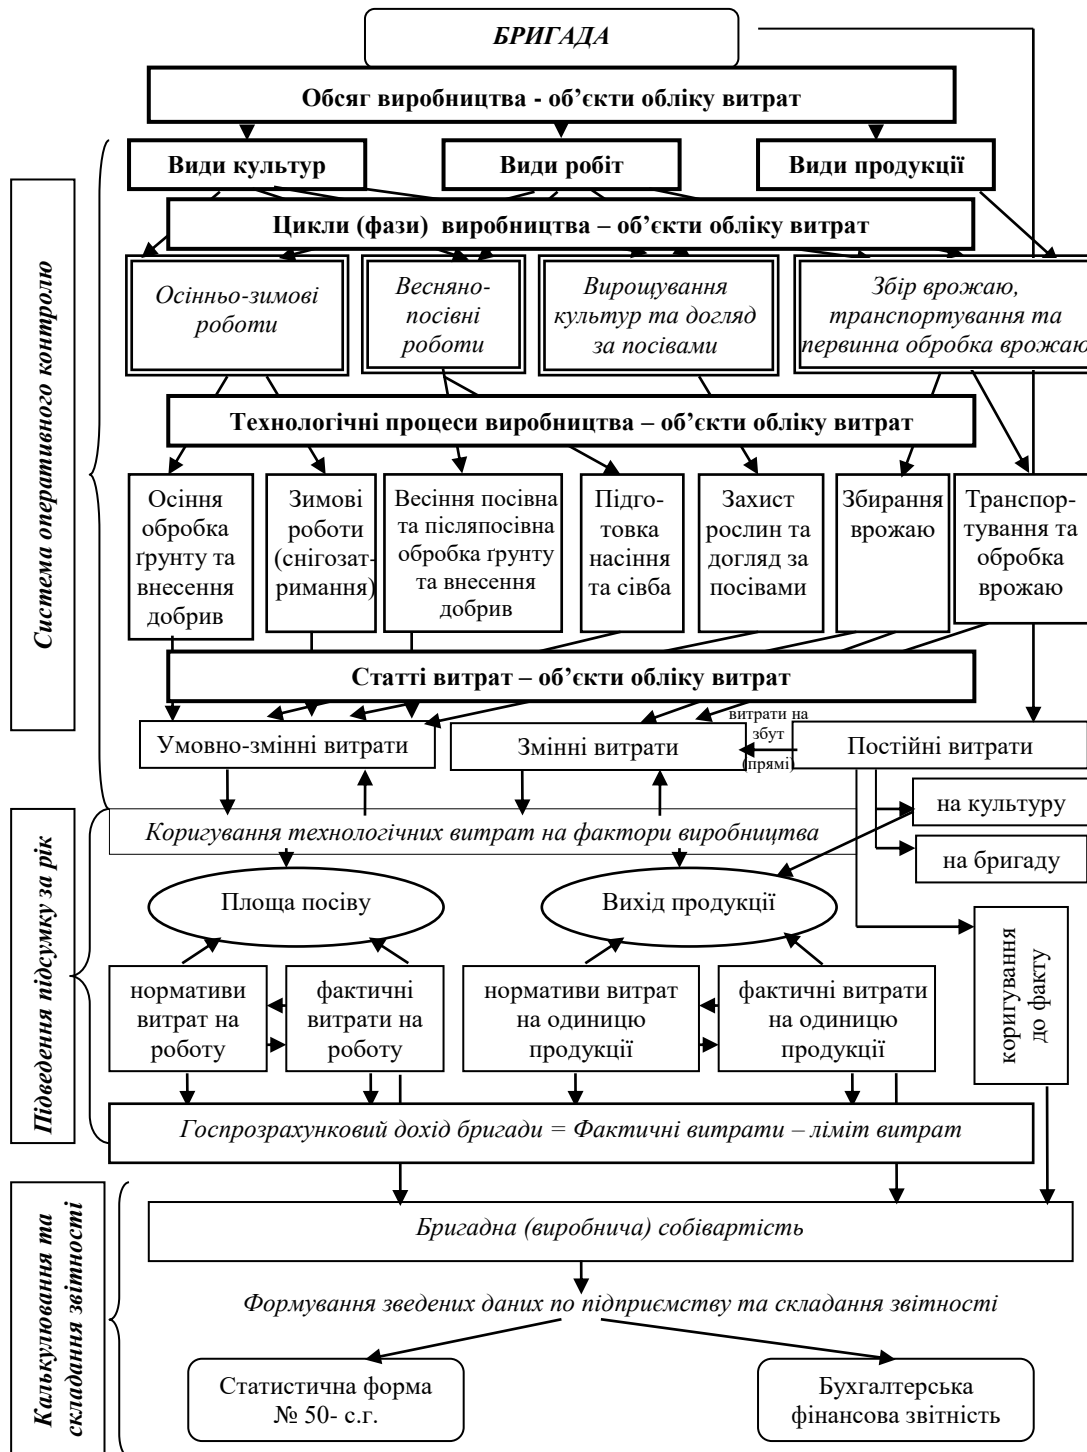 БРИГАДА
Обсяг виробництва - об’єкти обліку витрат
Види культур
Види робіт
Види продукції
Цикли (фази) виробництва – об’єкти обліку витрат
Осінньо-зимові
роботи
Весняно-
посівні
роботи
Вирощування
культур та догляд
за посівами
Збір врожаю,
транспортування та
первинна обробка врожаю
Система оперативного контролю
Технологічні процеси виробництва – об’єкти обліку витрат
Осіння
обробка
ґрунту та
внесення
добрив
Зимові
роботи
(снігозат-
римання)
Весіння посівна
та післяпосівна
обробка ґрунту
та внесення
добрив
Підго-
товка
насіння
та сівба
Захист
рослин та
догляд за
посівами
Збирання
врожаю
Транспор-
тування та
обробка
врожаю
Статті витрат – об’єкти обліку витрат
Умовно-змінні витрати
Змінні витрати
витрати на
збут
(прямі)
Постійні витрати
на культуру
на бригаду
Підведення підсумку за рік
Коригування технологічних витрат на фактори виробництва
Площа посіву
Вихід продукції
нормативи
витрат на
роботу
фактичні
витрати на
роботу
нормативи витрат
на одиницю
продукції
фактичні витрати
на одиницю
продукції
коригування
до факту
Госпрозрахунковий дохід бригади = Фактичні витрати – ліміт витрат
Калькулювання та
складання звітності
Бригадна (виробнича) собівартість
Формування зведених даних по підприємству та складання звітності
Статистична форма
№ 50- с.г.
Бухгалтерська
фінансова звітність